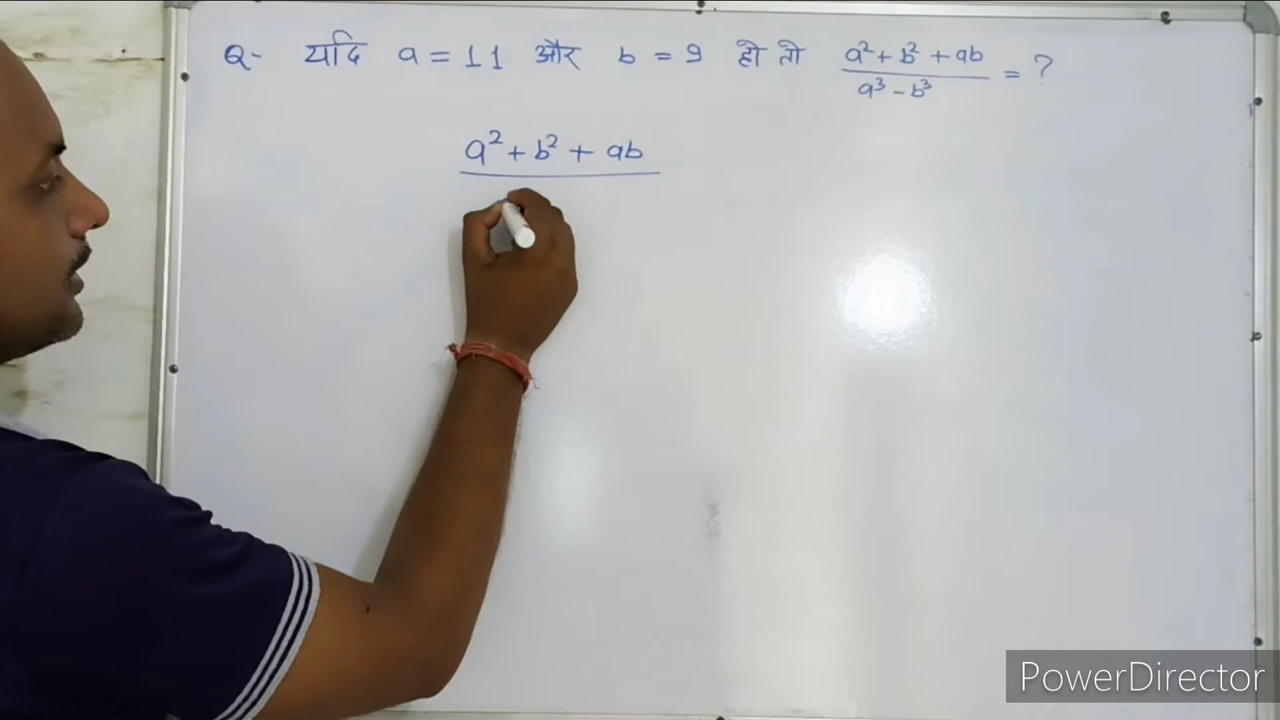 Q- यदि a = 11 और b = 9 हो तो (a² + b² + ab)/(a³ - b³) = ?
a² + b² + ab
PowerDirector